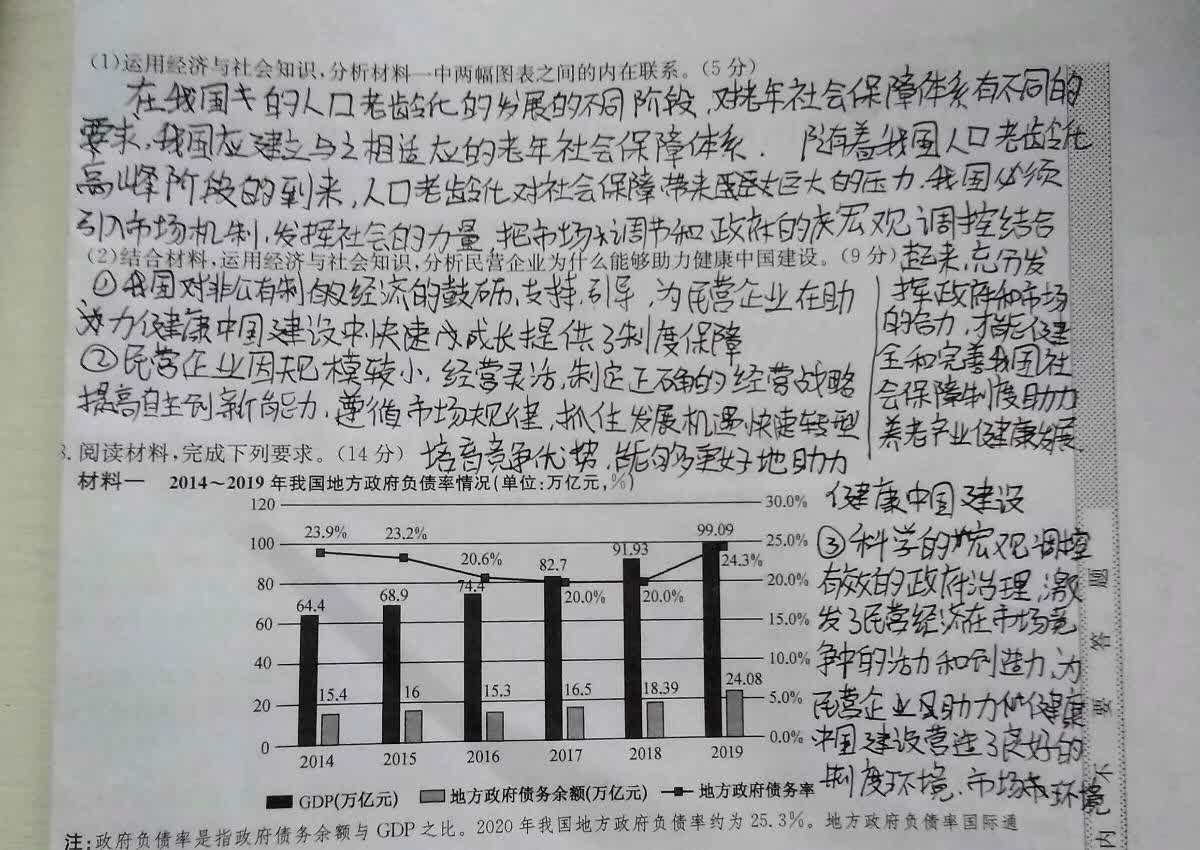 (1)运用经济与社会知识,分析材料一中两幅图表之间的内在联系。(5分)
在我国的人口老龄化的发展的不同阶段,对老年社会保障体系有不同的
要求,我国应建立与之相适应的老年社会保障体系. 随着我国人口老龄化
高峰阶段的到来,人口老龄化对社会保障带来巨大的压力.我国必须
引入市场机制,发挥社会的力量,把市场调节和政府的宏观调控结合
起来,充分发
挥政府和市场
的合力,才能健
全和完善我国社
会保障制度助力
养老产业健康发展
(2)结合材料,运用经济与社会知识,分析民营企业为什么能够助力健康中国建设。(9分)
①我国对非公有制经济的鼓励,支持,引导,为民营企业在助
力健康中国建设中快速成长提供了制度保障
②民营企业因规模较小,经营灵活,制定正确的经营战略
提高自主创新能力,遵循市场规律,抓住发展机遇,快速转型
培育竞争优势,能够更好地助力
健康中国建设
③科学的宏观调控
有效的政府治理,激
发了民营经济在市场竞
争中的活力和创造力,为
民营企业及助力健康
中国建设营造了良好的
制度环境.市场环境
8.阅读材料,完成下列要求。(14分)
材料一 2014~2019年我国地方政府负债率情况(单位:万亿元,%)
120 30.0%
100 25.0%
80 20.0%
60 15.0%
40 10.0%
20 5.0%
0 0.0%
23.9% 23.2% 20.6% 20.0% 20.0% 24.3%
64.4 68.9 74.4 82.7 91.93 99.09
15.4 16 15.3 16.5 18.39 24.08
2014 2015 2016 2017 2018 2019
GDP(万亿元) 地方政府债务余额(万亿元) 地方政府债务率
注:政府负债率是指政府债务余额与GDP之比。2020年我国地方政府负债率约为25.3%。地方政府负债率国际通
题
答
要
不
内